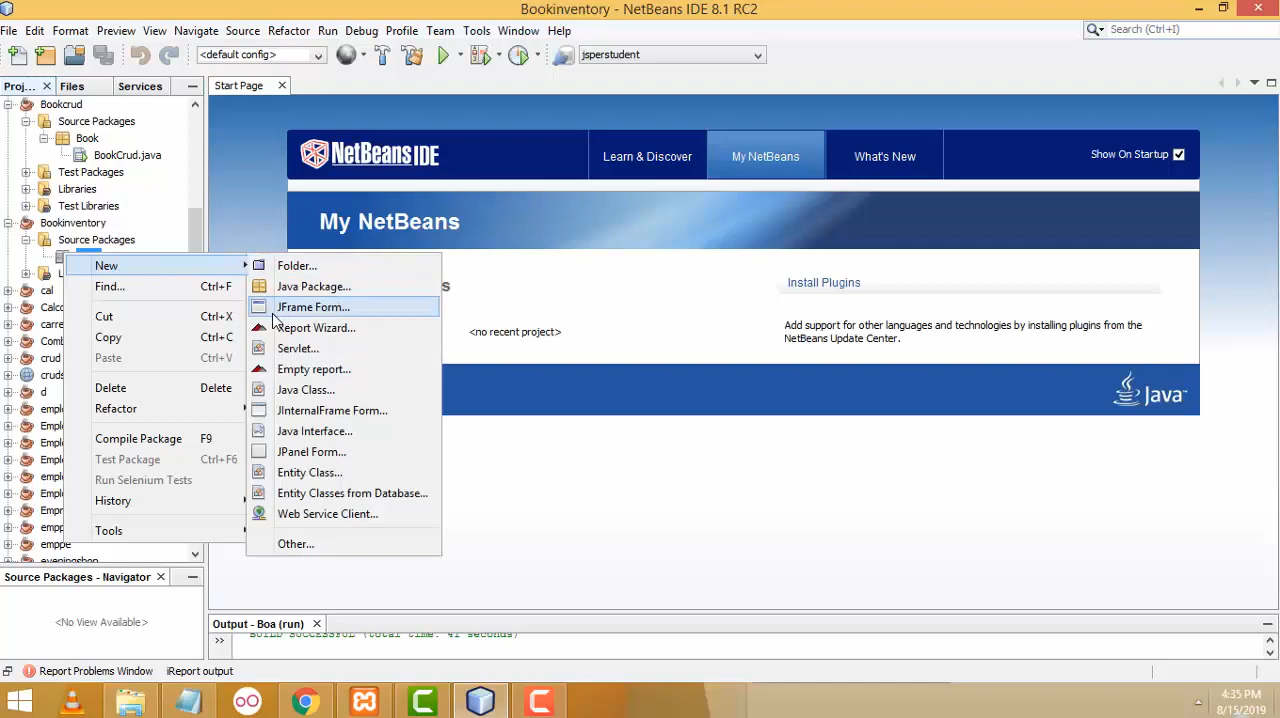 Bookinventory - NetBeans IDE 8.1 RC2
File Edit Format Preview View Navigate Source Refactor Run Debug Profile Team Tools Window Help
Search (Ctrl+I)
<default config>
jsperstudent
Proj... Files Services
Start Page
Bookcrud
Source Packages
Book
BookCrud.java
Test Packages
Libraries
Test Libraries
Bookinventory
Source Packages
NetBeans IDE
Learn & Discover
My NetBeans
What's New
Show On Startup
My NetBeans
Install Plugins
<no recent project>
Add support for other languages and technologies by installing plugins from the
NetBeans Update Center.
Java
New
Find... Ctrl+F
Cut Ctrl+X
Copy Ctrl+C
Paste Ctrl+V
Delete Delete
Refactor
Compile Package F9
Test Package Ctrl+F6
Run Selenium Tests
History
Tools
Folder...
Java Package...
JFrame Form...
Report Wizard...
Servlet...
Empty report...
Java Class...
JInternalFrame Form...
Java Interface...
JPanel Form...
Entity Class...
Entity Classes from Database...
Web Service Client...
Other...
cal
crud
d
emppe
eveningshop
Source Packages - Navigator
<No View Available>
Output - Boa (run)
BUILD SUCCESSFUL (total time: 41 seconds)
Report Problems Window iReport output
4:35 PM
8/15/2019